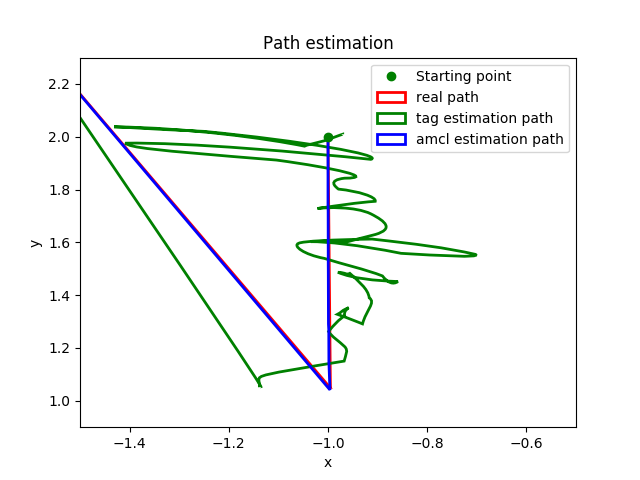 Path estimation
Starting point
real path
tag estimation path
amcl estimation path
y
2.2
2.0
1.8
1.6
1.4
1.2
1.0
−1.4
−1.2
−1.0
−0.8
−0.6
x